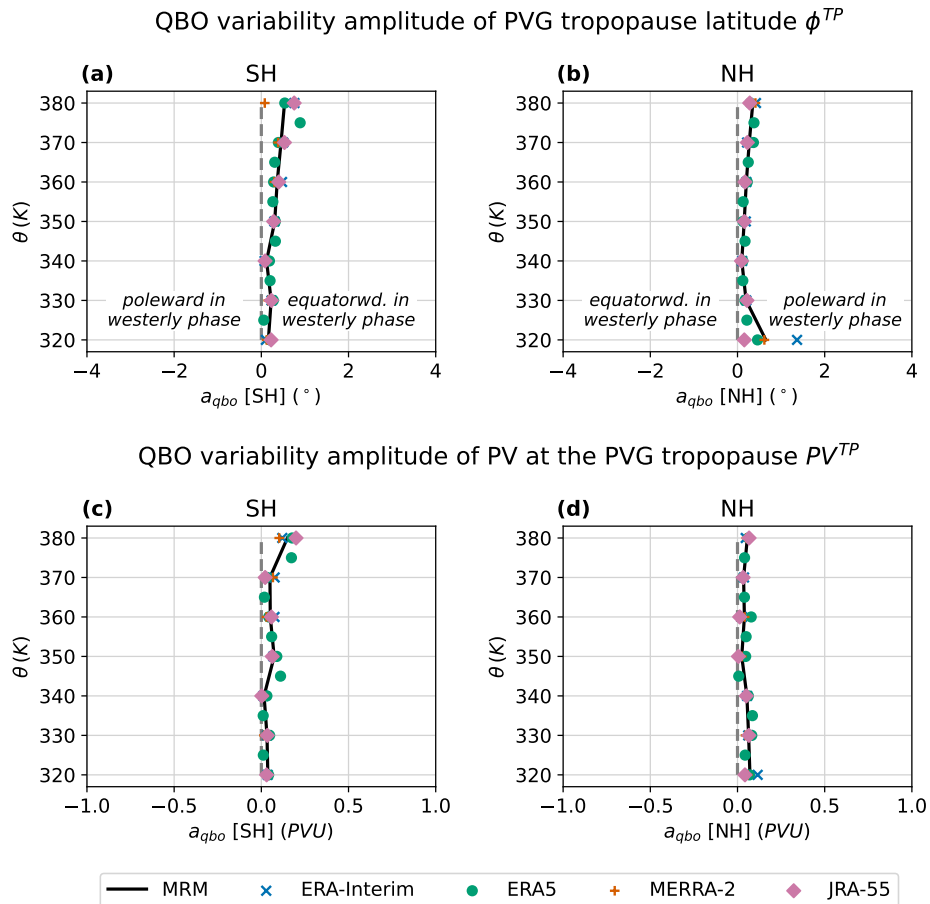 QBO variability amplitude of PVG tropopause latitude ϕ^TP
(a) SH
(b) NH
380
370
360
350
340
330
320
θ (K)
poleward in
westerly phase
equatorwd. in
westerly phase
−4 −2 0 2 4
a_qbo [SH] (°)
380
370
360
350
340
330
320
θ (K)
equatorwd. in
westerly phase
poleward in
westerly phase
−4 −2 0 2 4
a_qbo [NH] (°)
QBO variability amplitude of PV at the PVG tropopause PV^TP
(c) SH
(d) NH
380
370
360
350
340
330
320
θ (K)
−1.0 −0.5 0.0 0.5 1.0
a_qbo [SH] (PVU)
380
370
360
350
340
330
320
θ (K)
−1.0 −0.5 0.0 0.5 1.0
a_qbo [NH] (PVU)
MRM ERA-Interim ERA5 MERRA-2 JRA-55